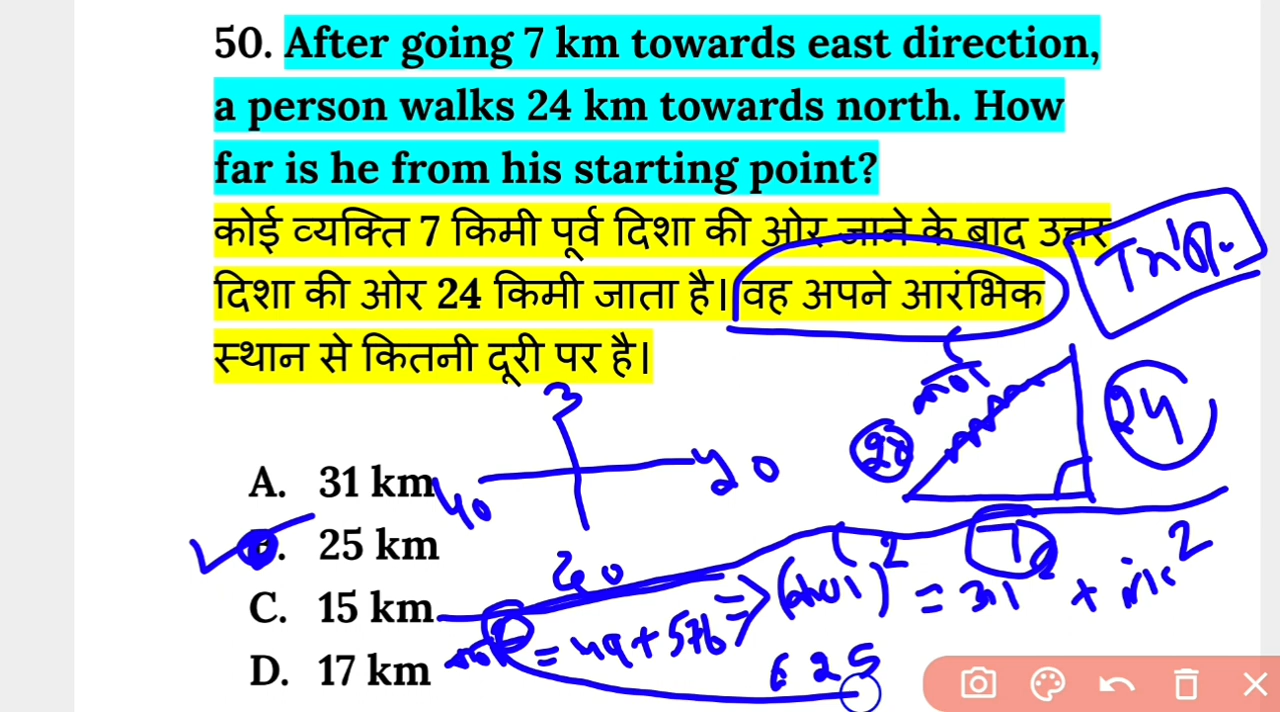 50. After going 7 km towards east direction,
a person walks 24 km towards north. How
far is he from his starting point?
कोई व्यक्ति 7 किमी पूर्व दिशा की ओर जाने के बाद उत्तर
दिशा की ओर 24 किमी जाता है। वह अपने आरंभिक
स्थान से कितनी दूरी पर है।
24
A. 31 km
B. 25 km
C. 15 km
D. 17 km
= 49 + 576
625